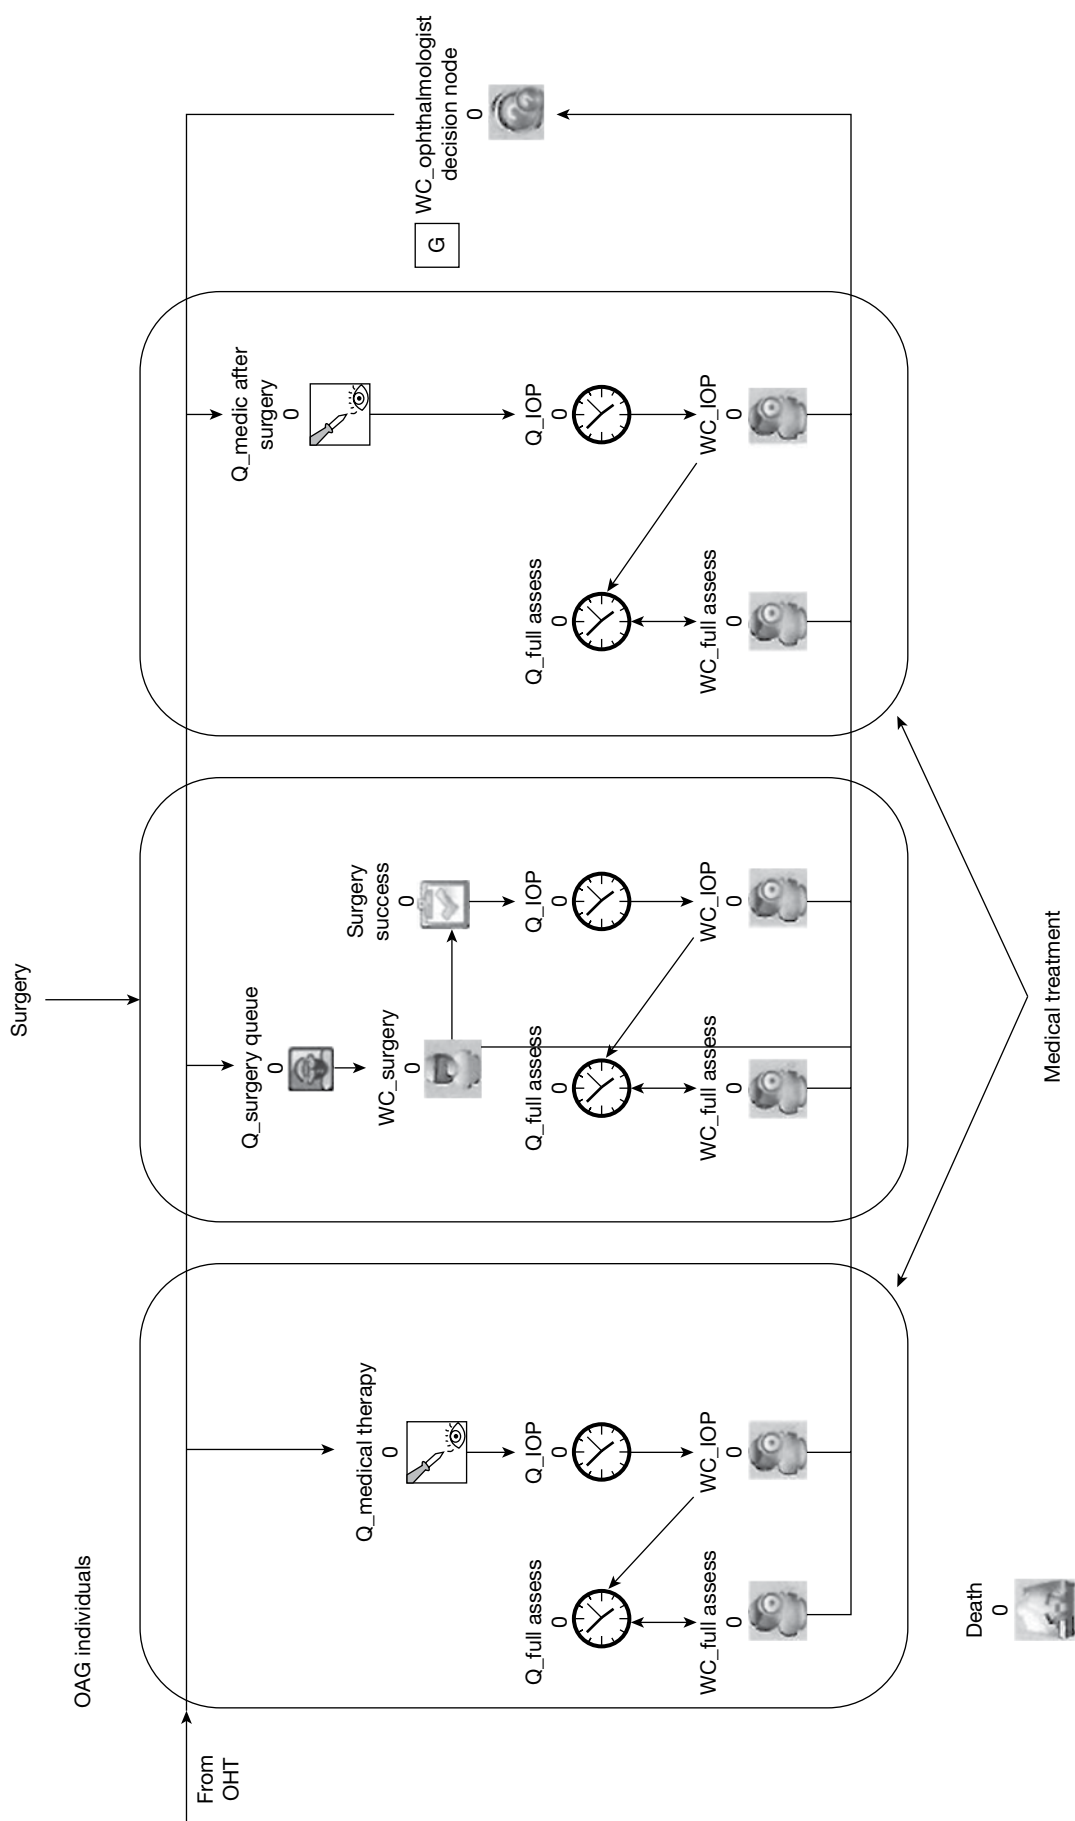 OAG individuals
From
OHT
Q_medical therapy
0
Q_full assess
0
Q_IOP
0
WC_full assess
0
WC_IOP
0
Death
0
Surgery
Q_surgery queue
0
WC_surgery
0
Surgery
success
0
Q_full assess
0
Q_IOP
0
WC_full assess
0
WC_IOP
0
Medical treatment
Q_medic after
surgery
0
Q_full assess
0
Q_IOP
0
WC_full assess
0
WC_IOP
0
G
WC_ophthalmologist
decision node
0